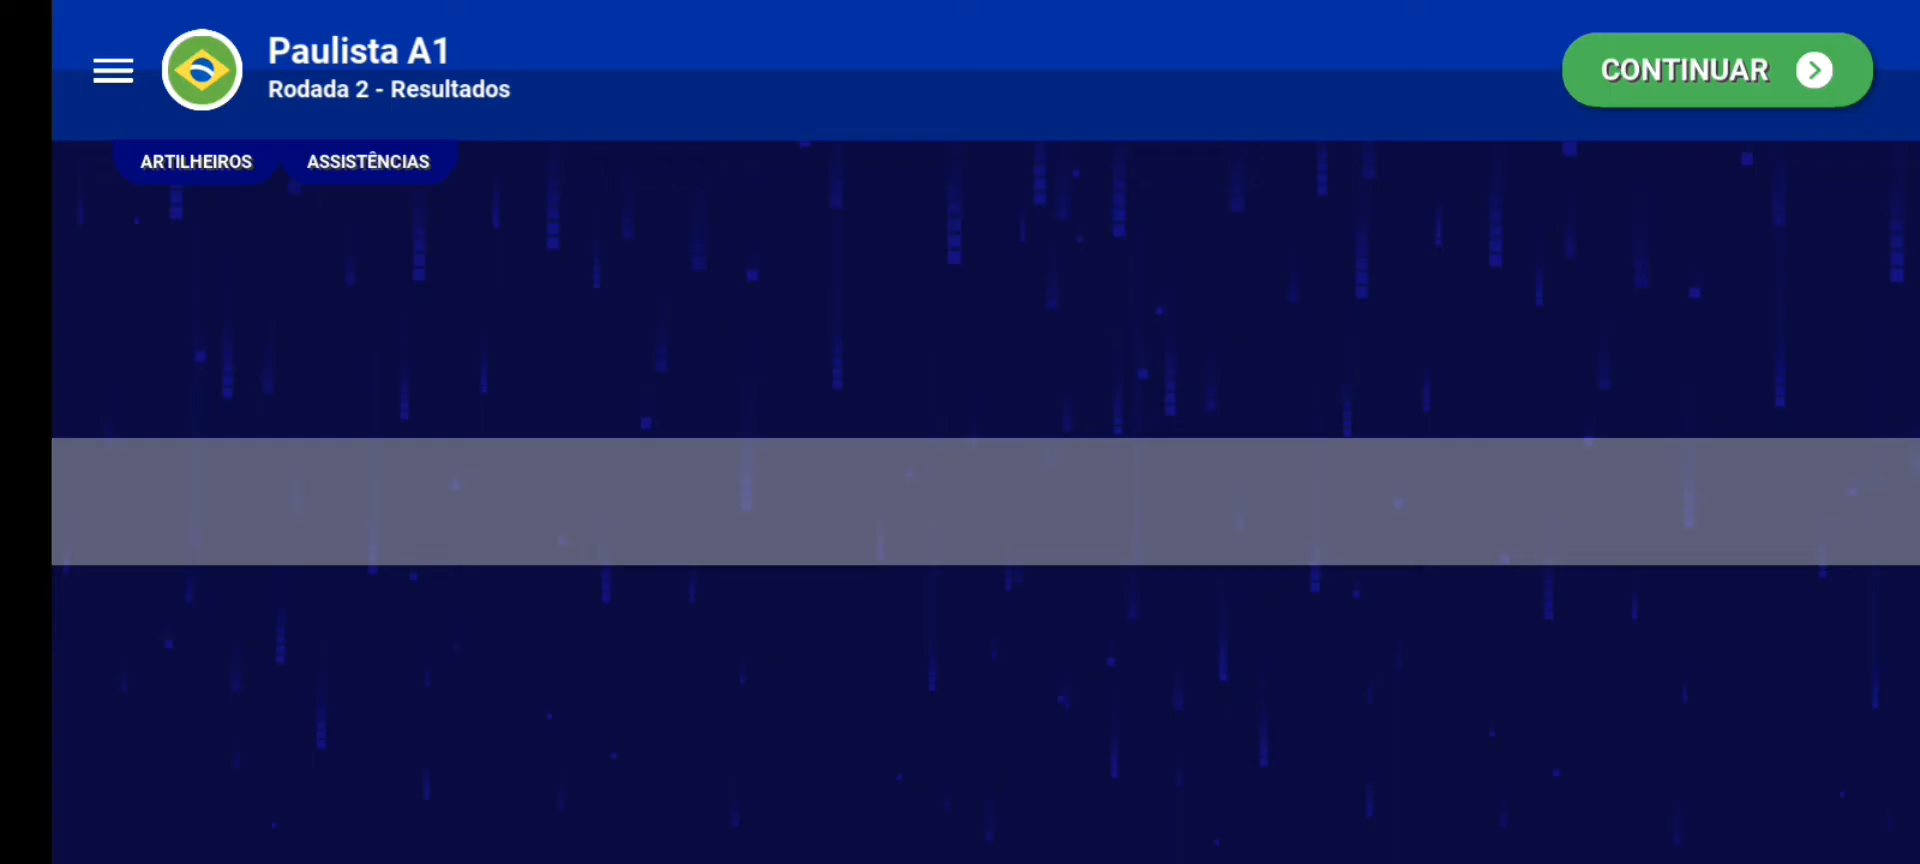 Paulista A1
Rodada 2 - Resultados
CONTINUAR
ARTILHEIROS
ASSISTÊNCIAS